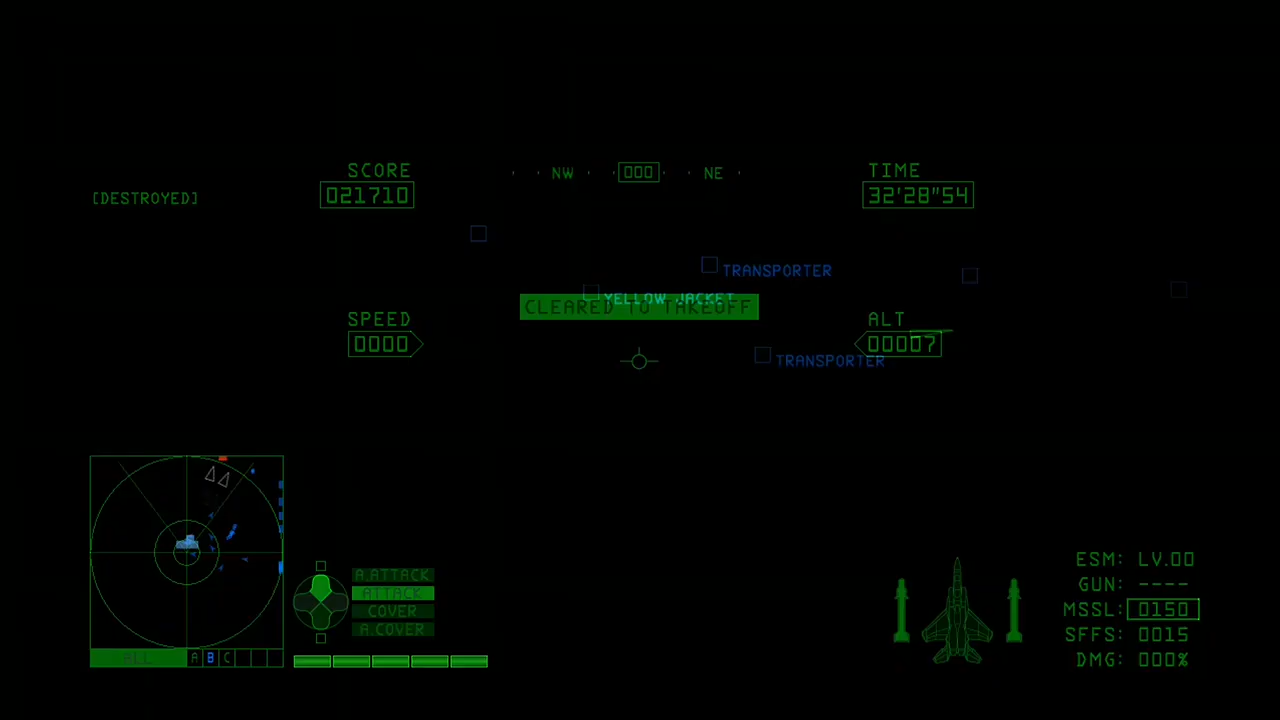 SCORE
021710
NW 000 NE
TIME
32'28"54
[DESTROYED]
TRANSPORTER
YELLOW JACKET
CLEARED TO TAKEOFF
SPEED
0000
ALT
00007
TRANSPORTER
A.ATTACK
ATTACK
COVER
A.COVER
ALL A B C
ESM: LV.00
GUN: ----
MSSL: 0150
SFFS: 0015
DMG: 000%